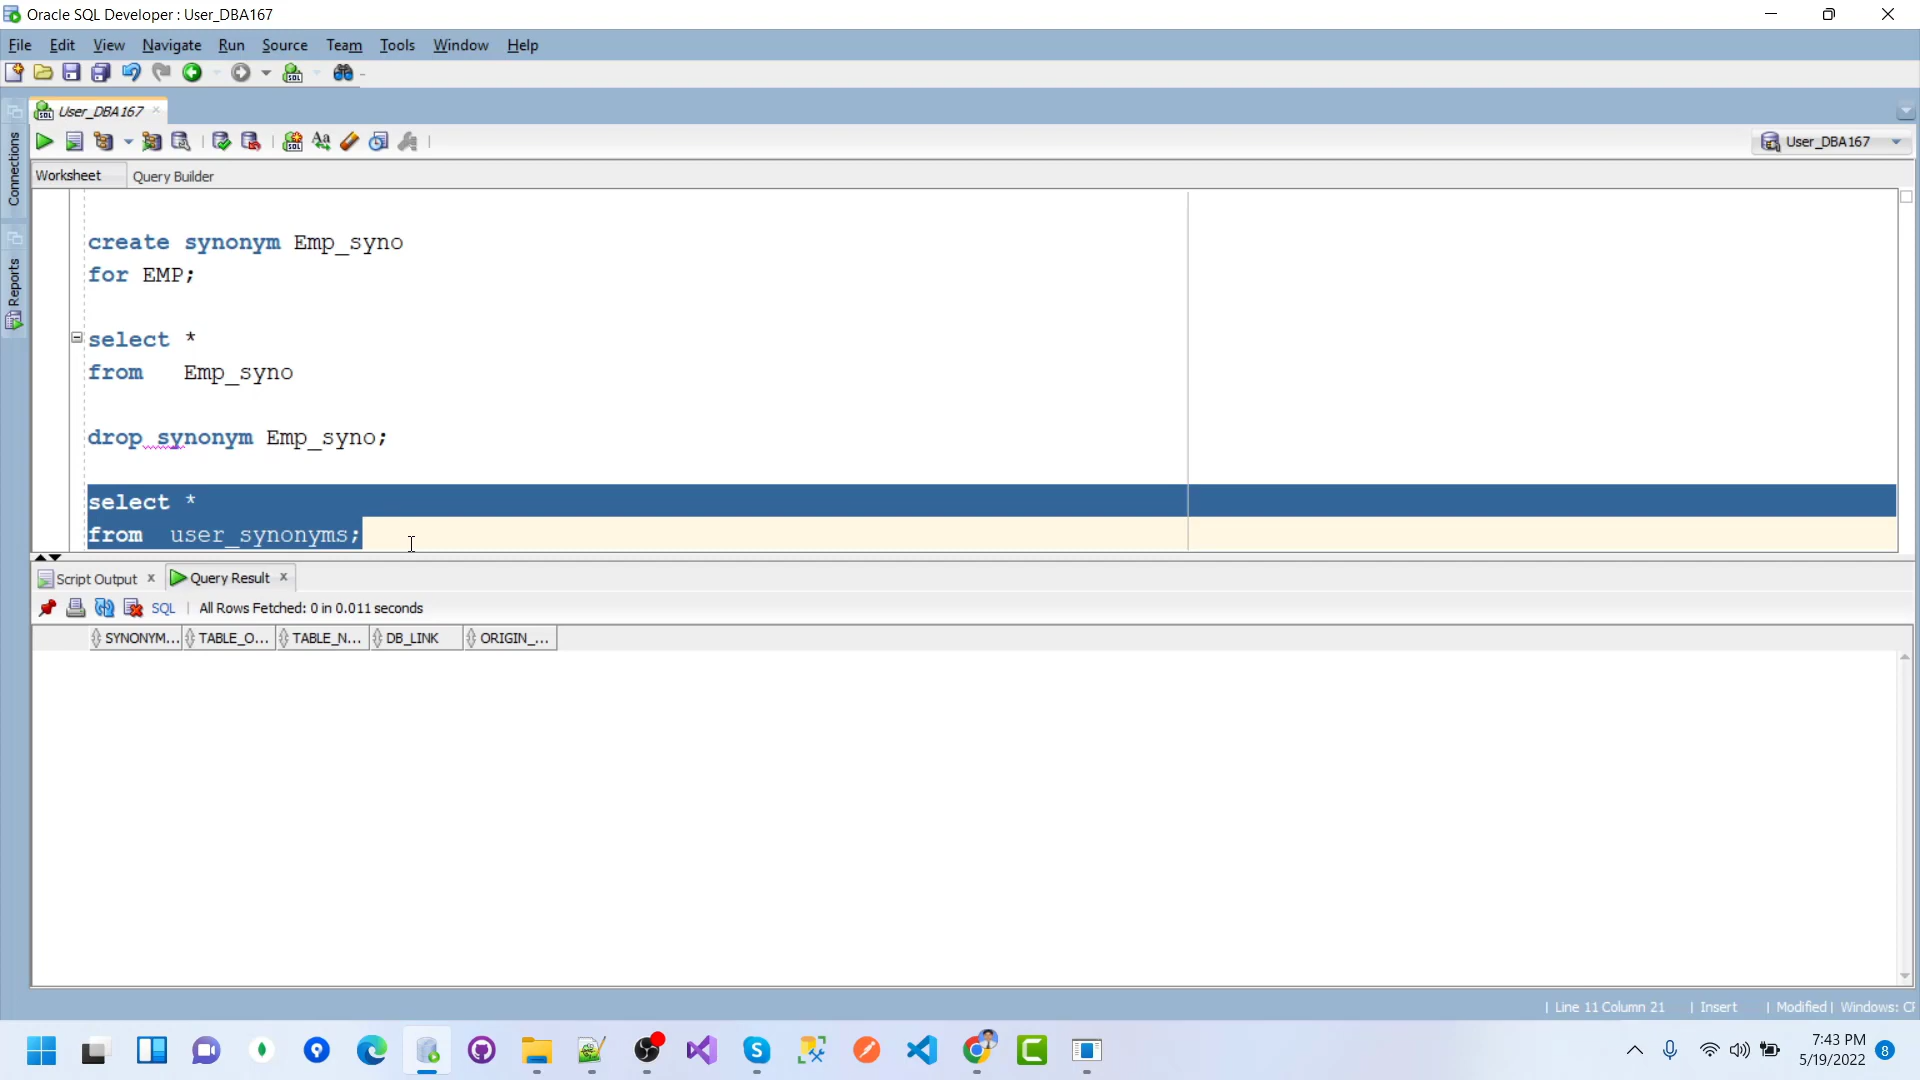 Oracle SQL Developer : User_DBA167
File Edit View Navigate Run Source Team Tools Window Help
User_DBA167
User_DBA167
Connections
Reports
Worksheet Query Builder
create synonym Emp_syno
for EMP;
select *
from Emp_syno
drop synonym Emp_syno;
select *
from user_synonyms;
Script Output Query Result
SQL | All Rows Fetched: 0 in 0.011 seconds
SYNONYM... TABLE_O... TABLE_N... DB_LINK ORIGIN_...
| Line 11 Column 21 | Insert | Modified | Windows: CR
7:43 PM
5/19/2022 8